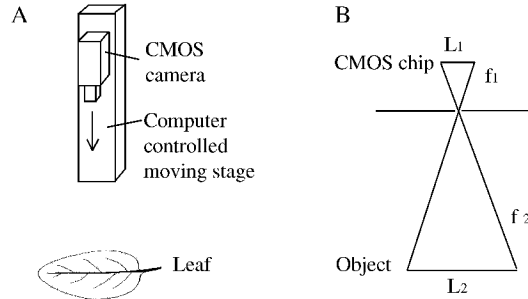 A
CMOS
camera
Computer
controlled
moving stage
Leaf
B
L1
CMOS chip
f1
f2
Object
L2